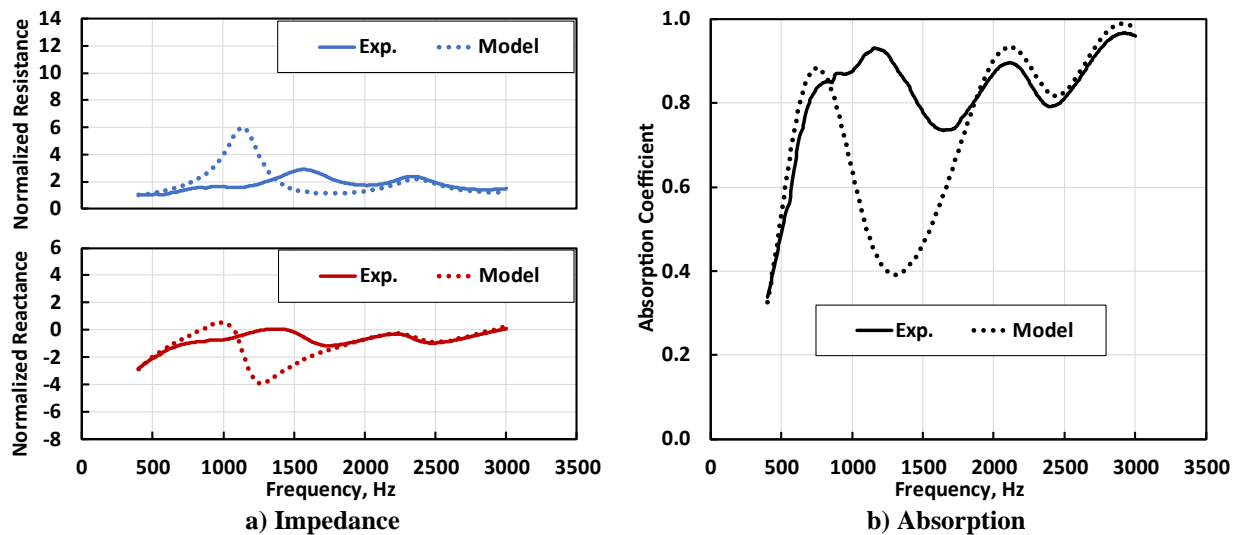 Normalized Resistance
14
12
10
8
6
4
2
0
Exp. Model
Normalized Reactance
6
4
2
0
-2
-4
-6
-8
Exp. Model
0 500 1000 1500 2000 2500 3000 3500
Frequency, Hz
a) Impedance
Absorption Coefficient
1.0
0.8
0.6
0.4
0.2
0.0
Exp. Model
0 500 1000 1500 2000 2500 3000 3500
Frequency, Hz
b) Absorption